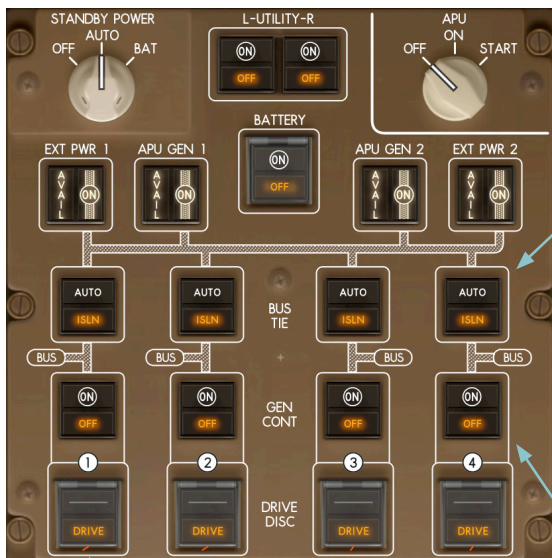 STANDBY POWER
OFF AUTO BAT
L-UTILITY-R
ON ON
OFF OFF
APU
OFF ON START
BATTERY
ON
OFF
EXT PWR 1 APU GEN 1 APU GEN 2 EXT PWR 2
AVAIL ON AVAIL ON AVAIL ON AVAIL ON
AUTO AUTO AUTO AUTO
ISLN ISLN ISLN ISLN
BUS
TIE
BUS BUS BUS BUS
ON ON ON ON
OFF OFF OFF OFF
GEN
CONT
1 2 3 4
DRIVE
DISC
DRIVE DRIVE DRIVE DRIVE